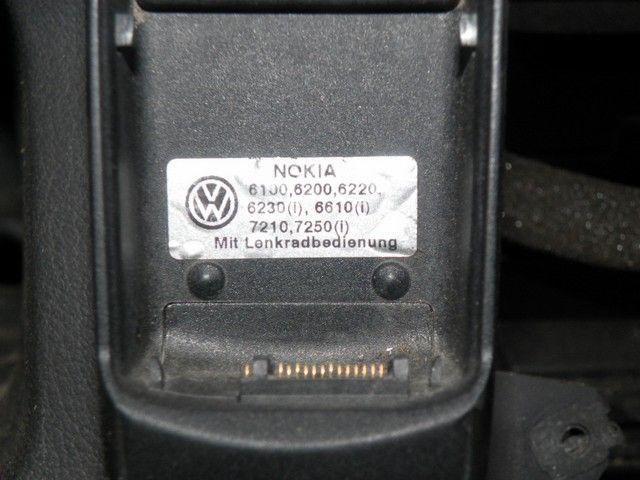 NOKIA
6100,6200,6220,
6230(i), 6610(i)
7210,7250(i)
Mit Lenkradbedienung